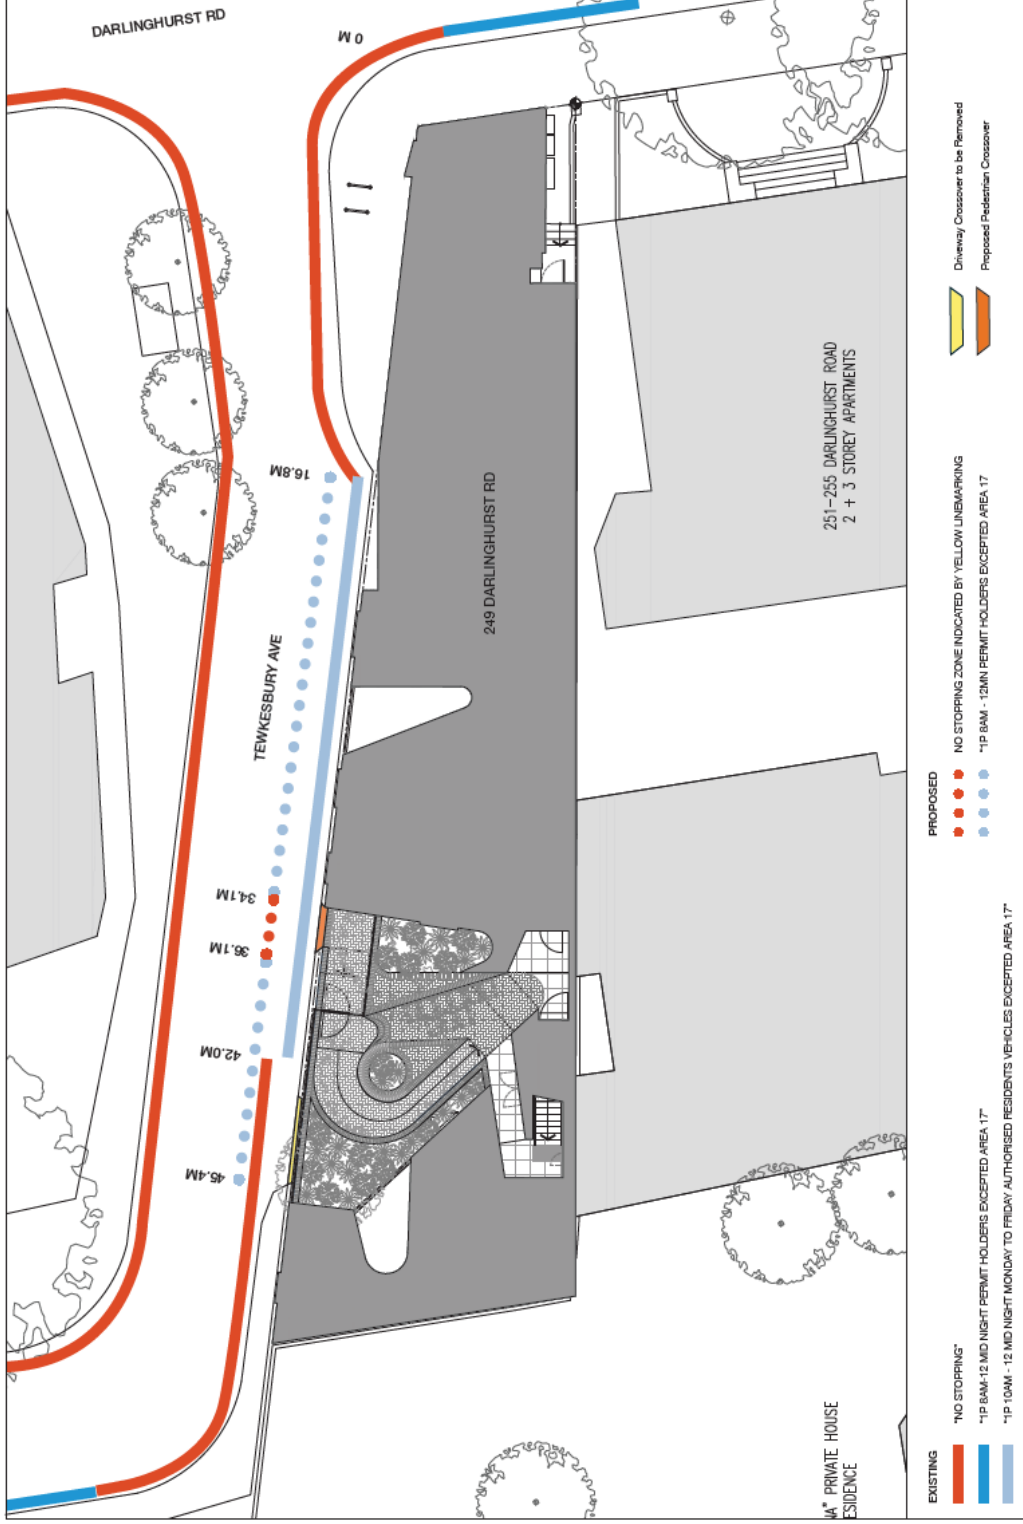 DARLINGHURST RD
0 M
16.8M
TEWKESBURY AVE
34.1M
36.1M
42.0M
45.4M
249 DARLINGHURST RD
251-255 DARLINGHURST ROAD
2 + 3 STOREY APARTMENTS
NA" PRIVATE HOUSE
ESIDENCE
EXISTING
"NO STOPPING"
"1P 8AM-12 MID NIGHT PERMIT HOLDERS EXCEPTED AREA 17"
"1P 10AM - 12 MID NIGHT MONDAY TO FRIDAY AUTHORISED RESIDENTS VEHICLES EXCEPTED AREA 17"
PROPOSED
NO STOPPING ZONE INDICATED BY YELLOW LINEMARKING
"1P 8AM - 12MN PERMIT HOLDERS EXCEPTED AREA 17
Driveway Crossover to be Removed
Proposed Pedestrian Crossover